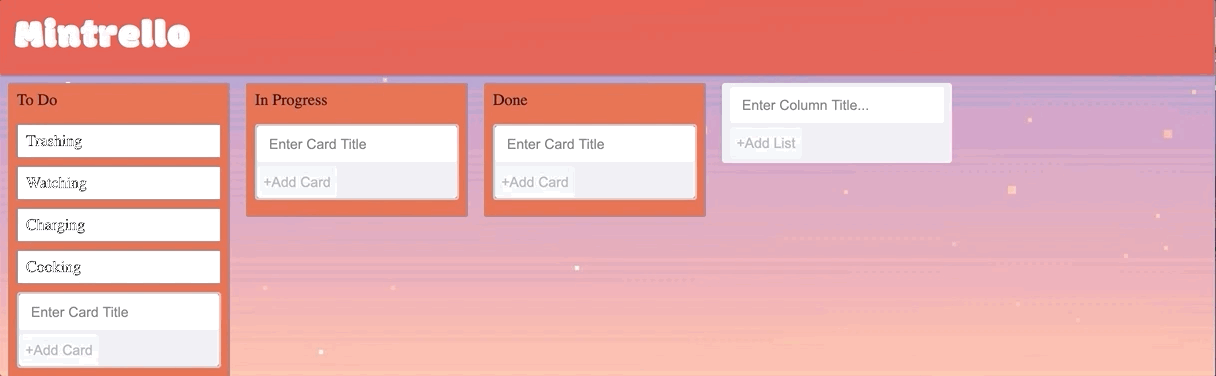 Mintrello
To Do
Trashing
Watching
Charging
Cooking
Enter Card Title
+Add Card
In Progress
Enter Card Title
+Add Card
Done
Enter Card Title
+Add Card
Enter Column Title...
+Add List